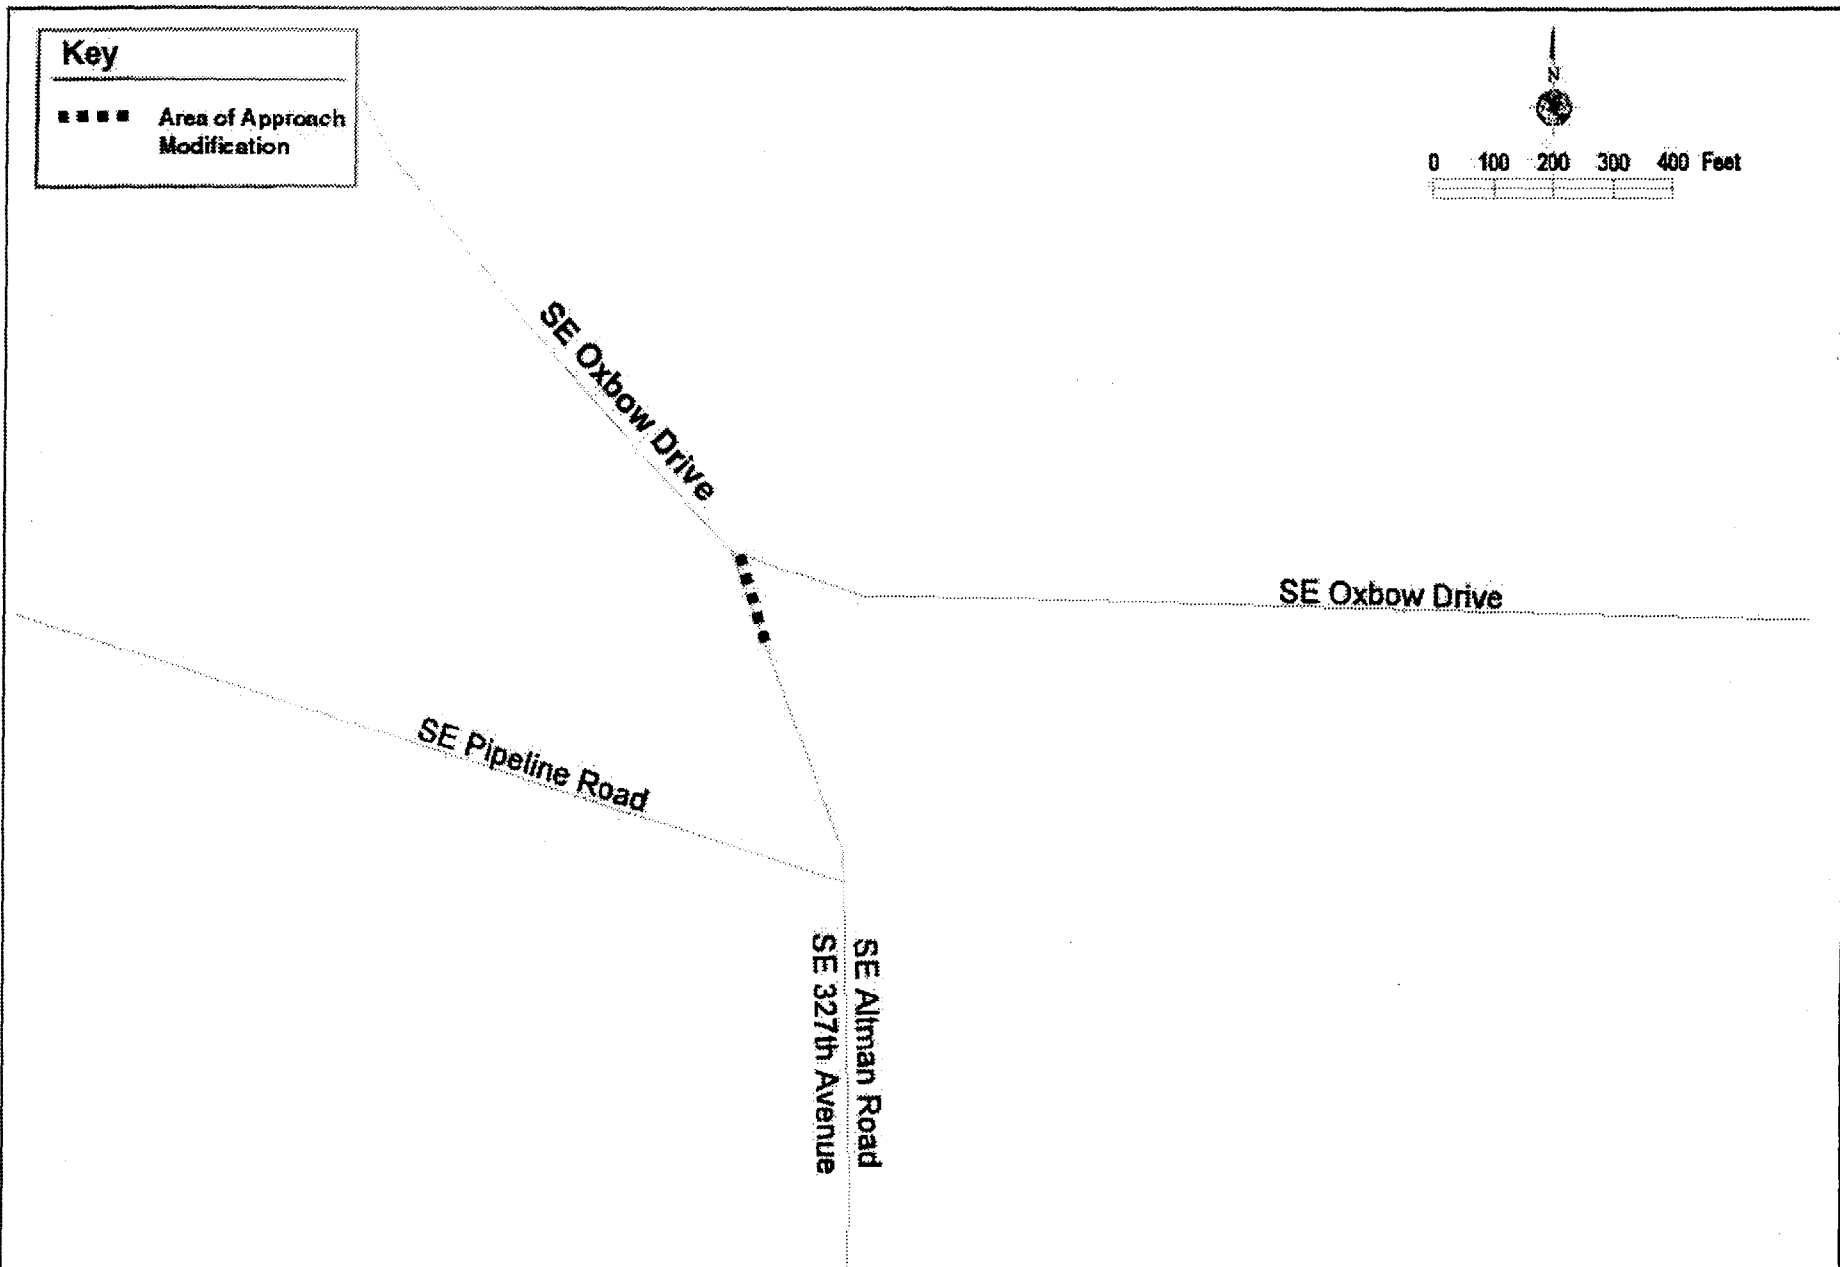 Key
Area of Approach
Modification
N
0 100 200 300 400 Feet
SE Oxbow Drive
SE Oxbow Drive
SE Pipeline Road
SE Altman Road
SE 327th Avenue